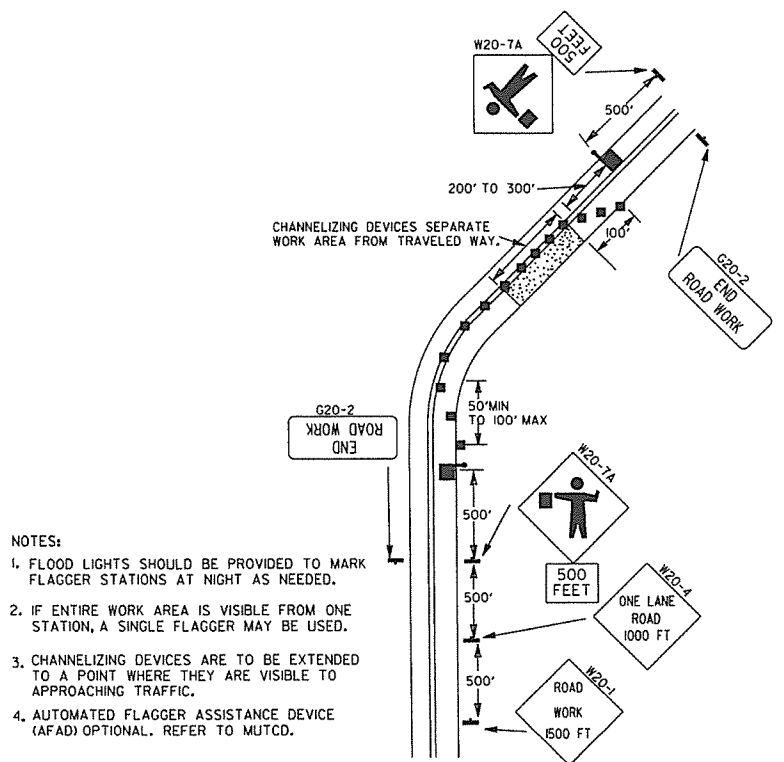 W20-7A
500
FEET
500'
200' TO 300'
CHANNELIZING DEVICES SEPARATE
WORK AREA FROM TRAVELED WAY.
100'
G20-2
END
ROAD WORK
G20-2
END
ROAD WORK
50'MIN
TO 100' MAX
W20-7A
500'
500
FEET
500'
W20-4
ONE LANE
ROAD
1000 FT
500'
W20-1
ROAD
WORK
1500 FT
NOTES:
1. FLOOD LIGHTS SHOULD BE PROVIDED TO MARK
FLAGGER STATIONS AT NIGHT AS NEEDED.
2. IF ENTIRE WORK AREA IS VISIBLE FROM ONE
STATION, A SINGLE FLAGGER MAY BE USED.
3. CHANNELIZING DEVICES ARE TO BE EXTENDED
TO A POINT WHERE THEY ARE VISIBLE TO
APPROACHING TRAFFIC.
4. AUTOMATED FLAGGER ASSISTANCE DEVICE
(AFAD) OPTIONAL. REFER TO MUTCD.